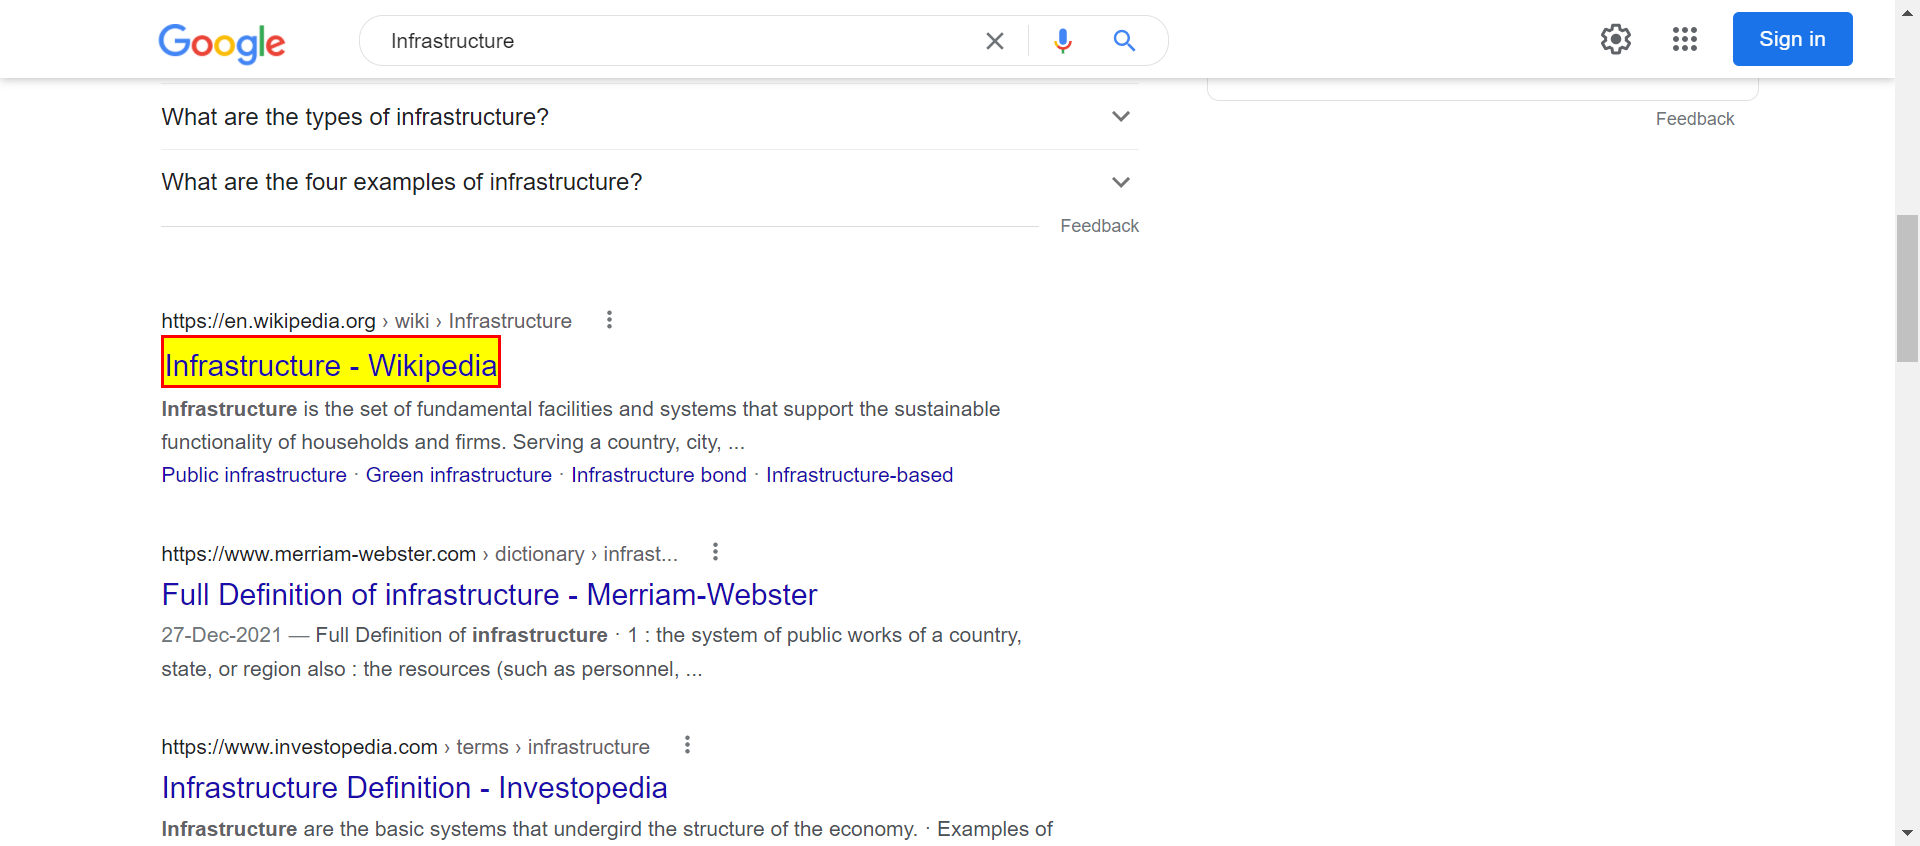 Google
Infrastructure
Sign in
What are the types of infrastructure?
Feedback
What are the four examples of infrastructure?
Feedback
https://en.wikipedia.org › wiki › Infrastructure
Infrastructure - Wikipedia
Infrastructure is the set of fundamental facilities and systems that support the sustainable
functionality of households and firms. Serving a country, city, ...
Public infrastructure · Green infrastructure · Infrastructure bond · Infrastructure-based
https://www.merriam-webster.com › dictionary › infrast...
Full Definition of infrastructure - Merriam-Webster
27-Dec-2021 — Full Definition of infrastructure · 1 : the system of public works of a country,
state, or region also : the resources (such as personnel, ...
https://www.investopedia.com › terms › infrastructure
Infrastructure Definition - Investopedia
Infrastructure are the basic systems that undergird the structure of the economy. · Examples of